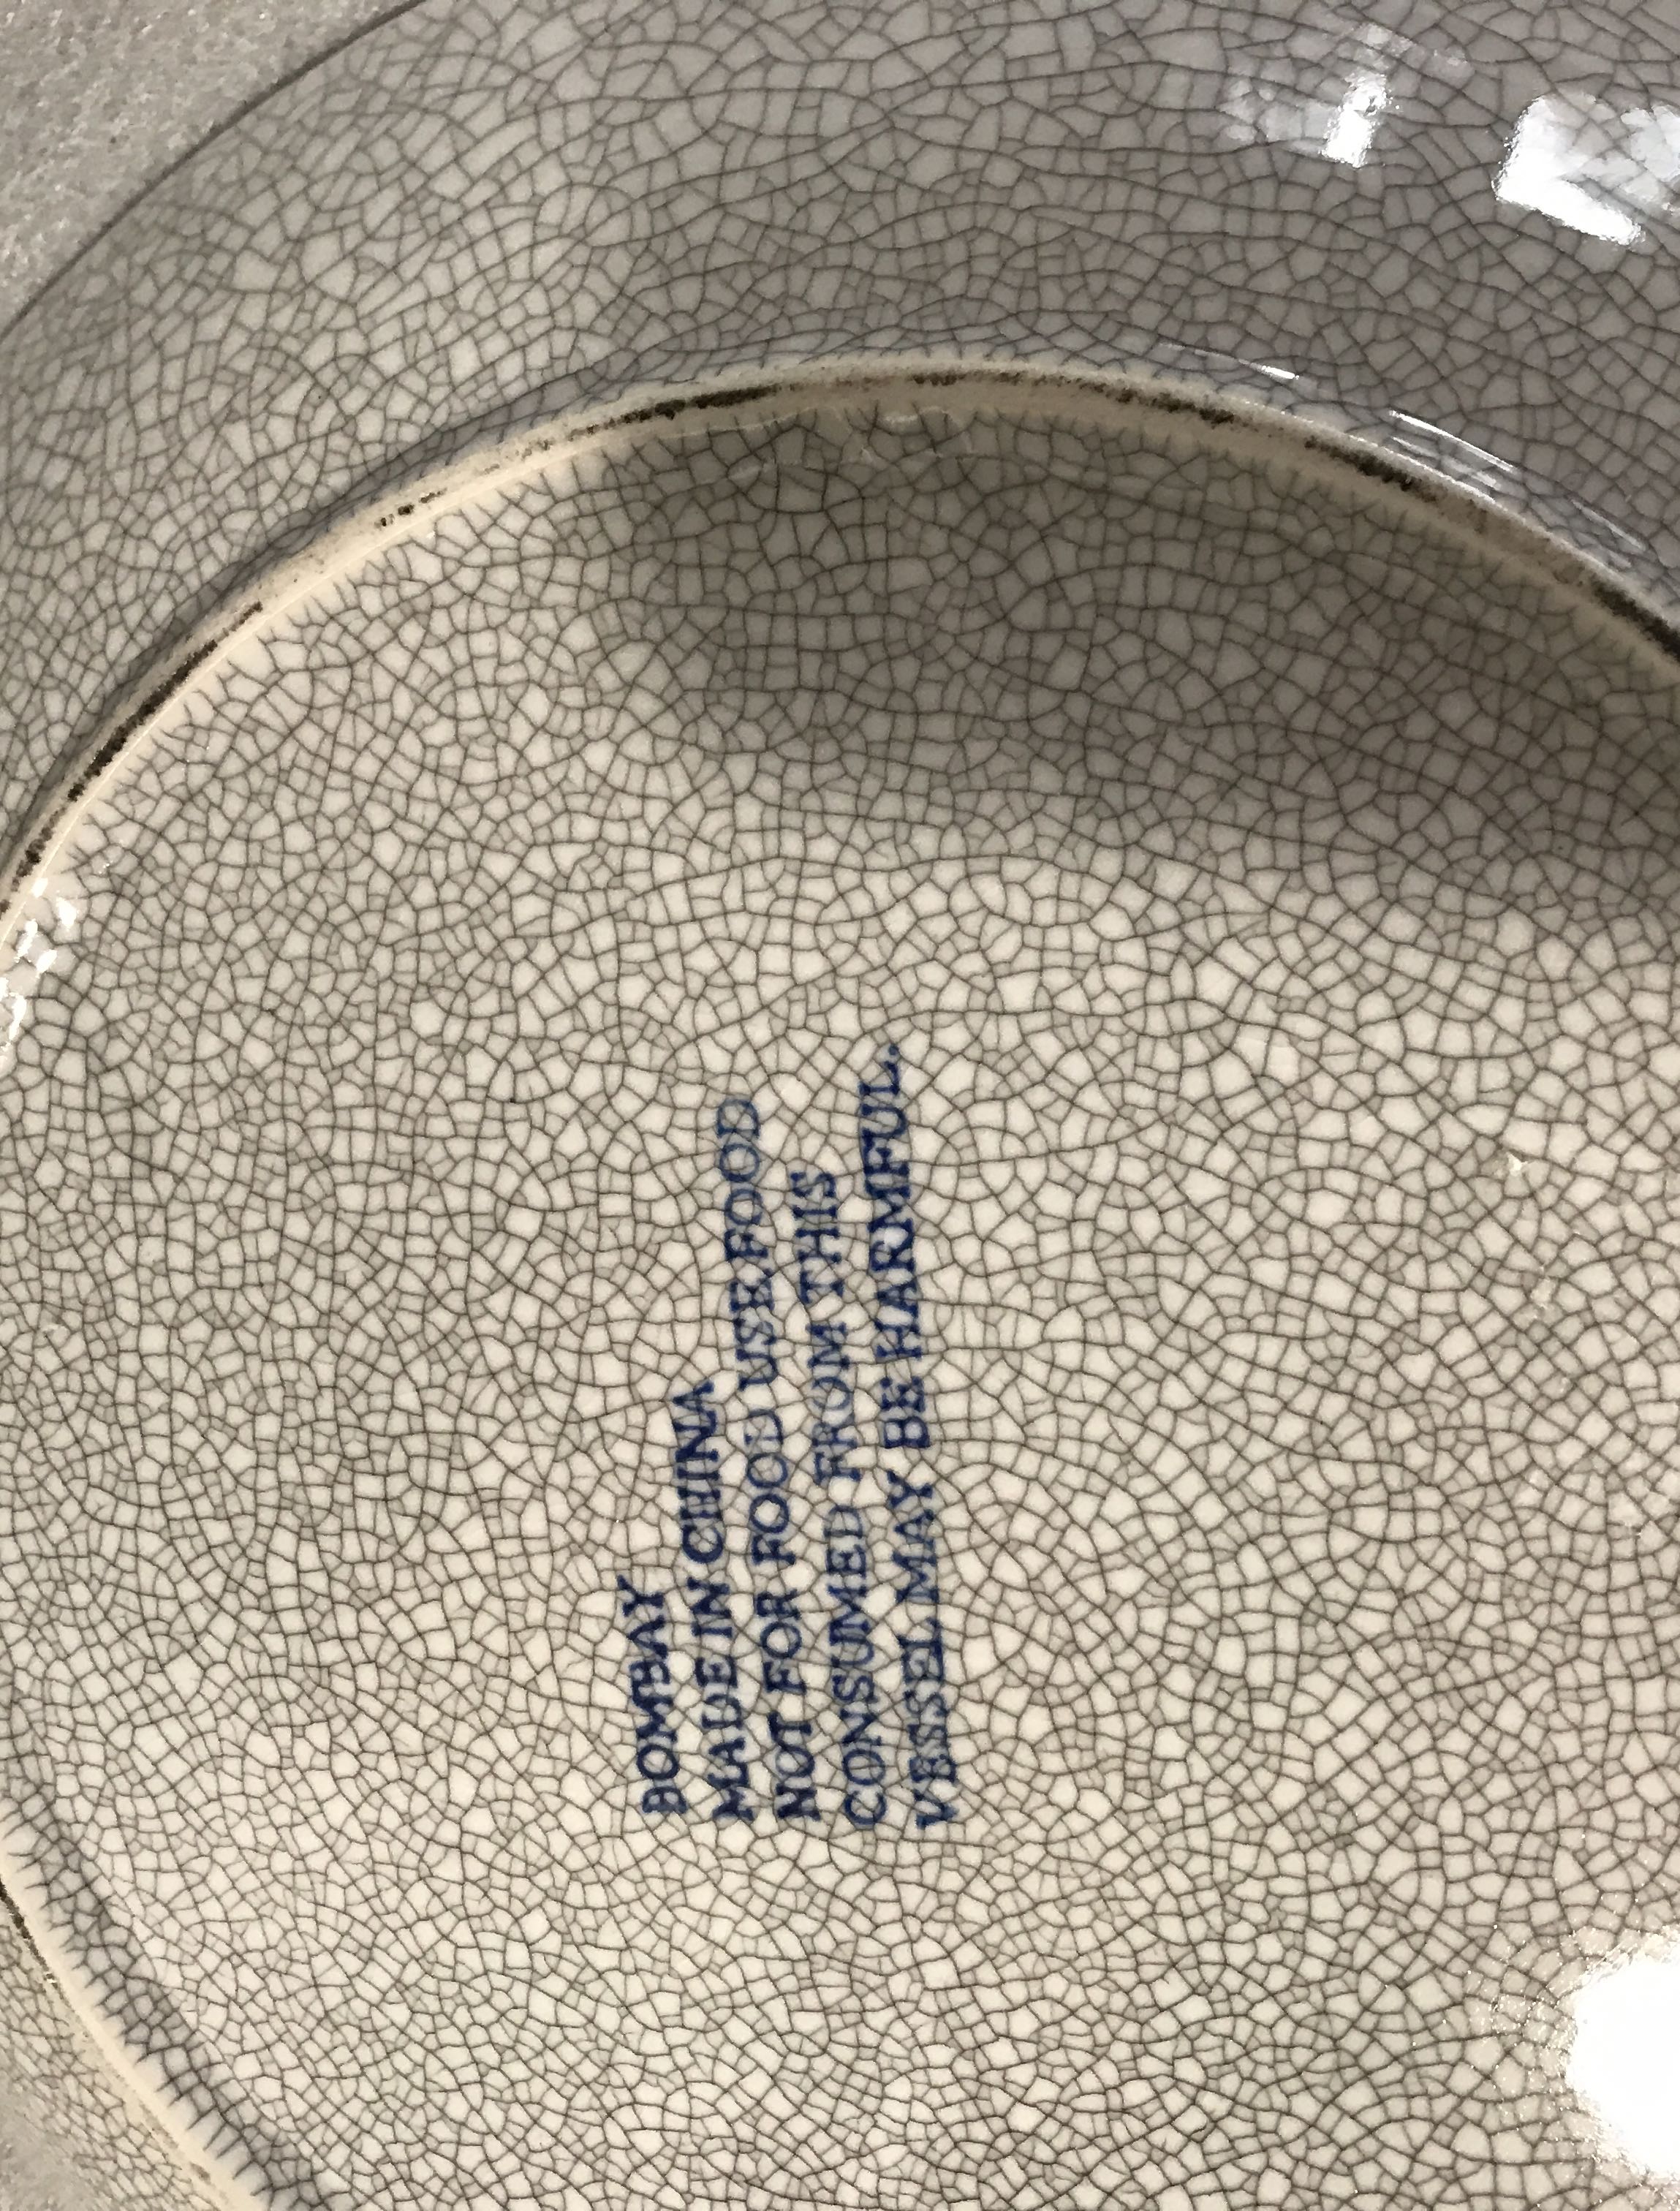 BOMBAY
MADE IN CHINA
NOT FOR FOOD USE.FOOD
CONSUMED FROM THIS
VESSEL MAY BE HARMFUL.